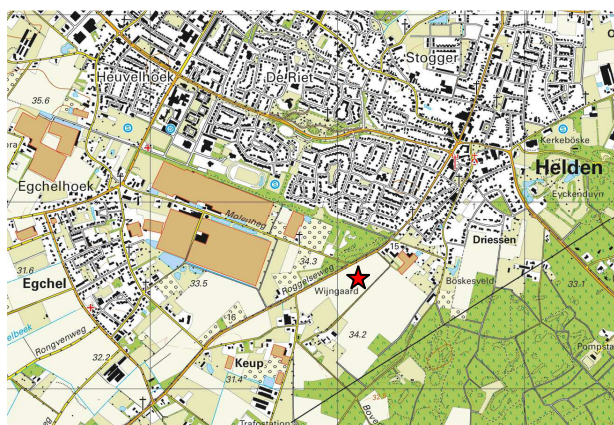 De Riet
Stogger
Heuvelhoek
35.6
Kerkeböske
Helden
Egchelhoek
Eyckenduyn
Molenheg
Driessen
15
34.3
31.6
Egchel
33.5
Roggelseweg
Wijngaard
Boskesveld
33.1
16
34.2
Rongvenweg
32.2
Keup
31.4
Pompsta
Trafostation